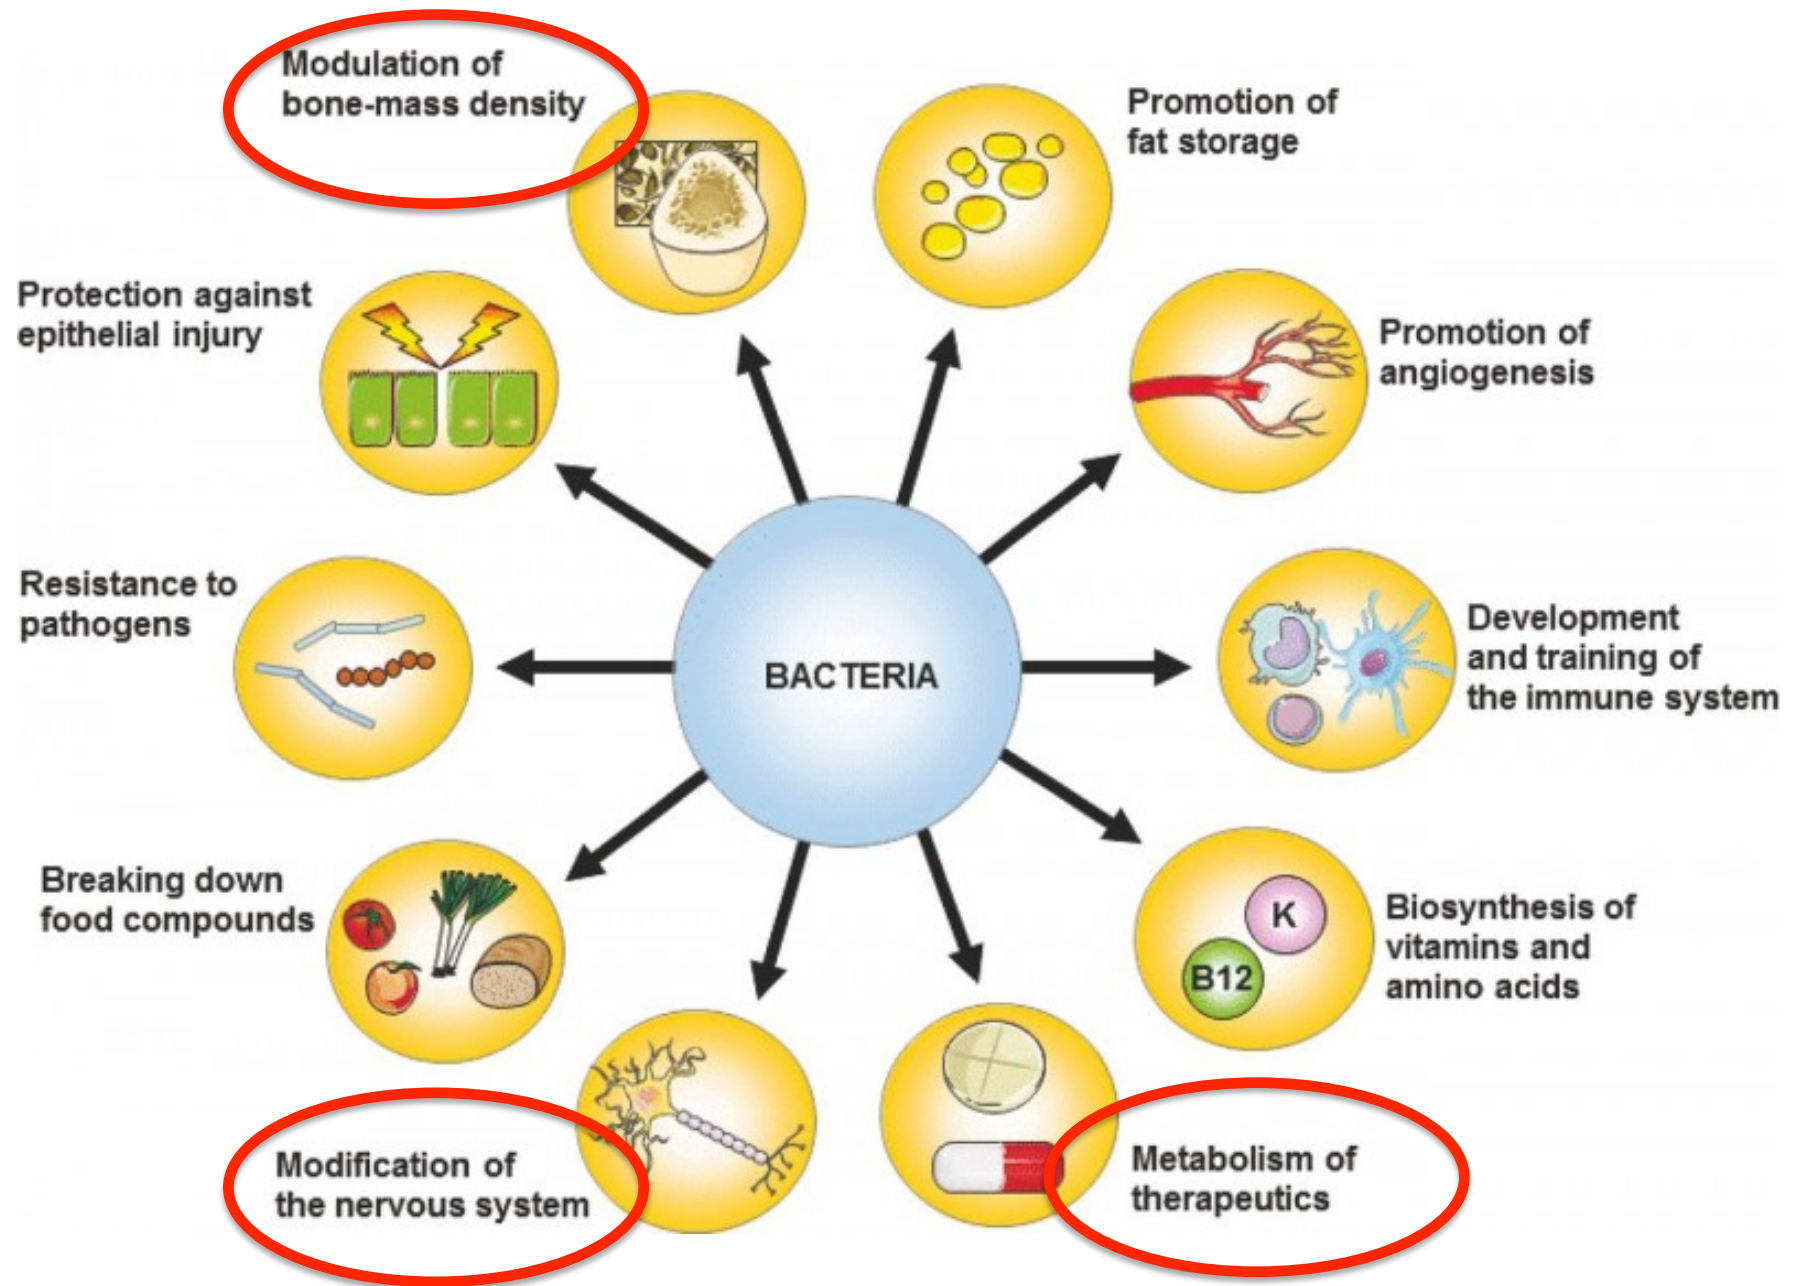 Modulation of
bone-mass density
Promotion of
fat storage
Protection against
epithelial injury
Promotion of
angiogenesis
Resistance to
pathogens
BACTERIA
Development
and training of
the immune system
Breaking down
food compounds
K
B12
Biosynthesis of
vitamins and
amino acids
Modification of
the nervous system
Metabolism of
therapeutics